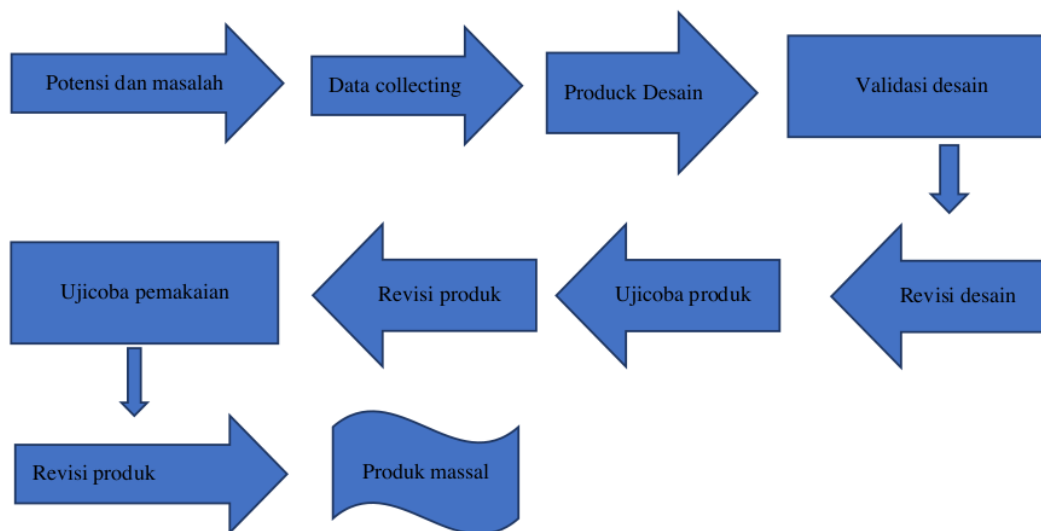 Potensi dan masalah
Data collecting
Produck Desain
Validasi desain
Revisi desain
Ujicoba produk
Revisi produk
Ujicoba pemakaian
Revisi produk
Produk massal